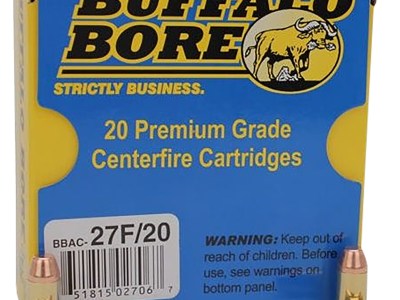 BUFFALO
BORE
STRICTLY BUSINESS.
20 Premium Grade
Centerfire Cartridges
BBAC-27F/20
51815 02706 7
WARNING: Keep out
of reach of children. Before
use, see warnings on
bottom panel.